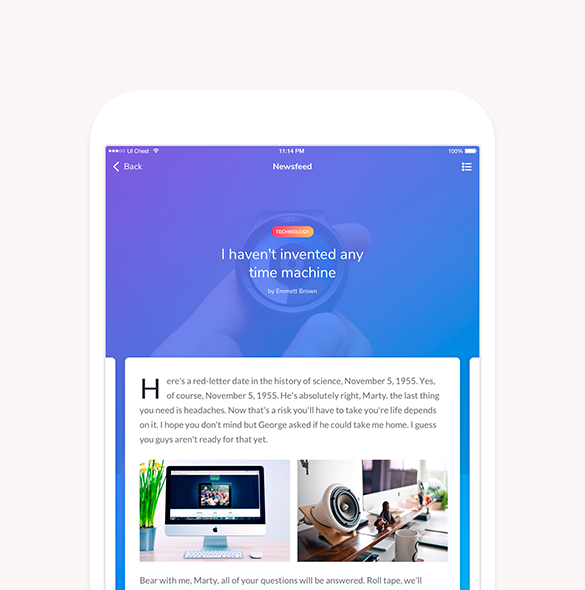 UI Chest 11:14 PM 100%
Back Newsfeed
TECHNOLOGY
I haven't invented any
time machine
by Emmett Brown
Here's a red-letter date in the history of science, November 5, 1955. Yes,
of course, November 5, 1955. He's absolutely right, Marty. the last thing
you need is headaches. Now that's a risk you'll have to take you're life depends
on it. I hope you don't mind but George asked if he could take me home. I guess
you guys aren't ready for that yet.
Bear with me, Marty, all of your questions will be answered. Roll tape, we'll